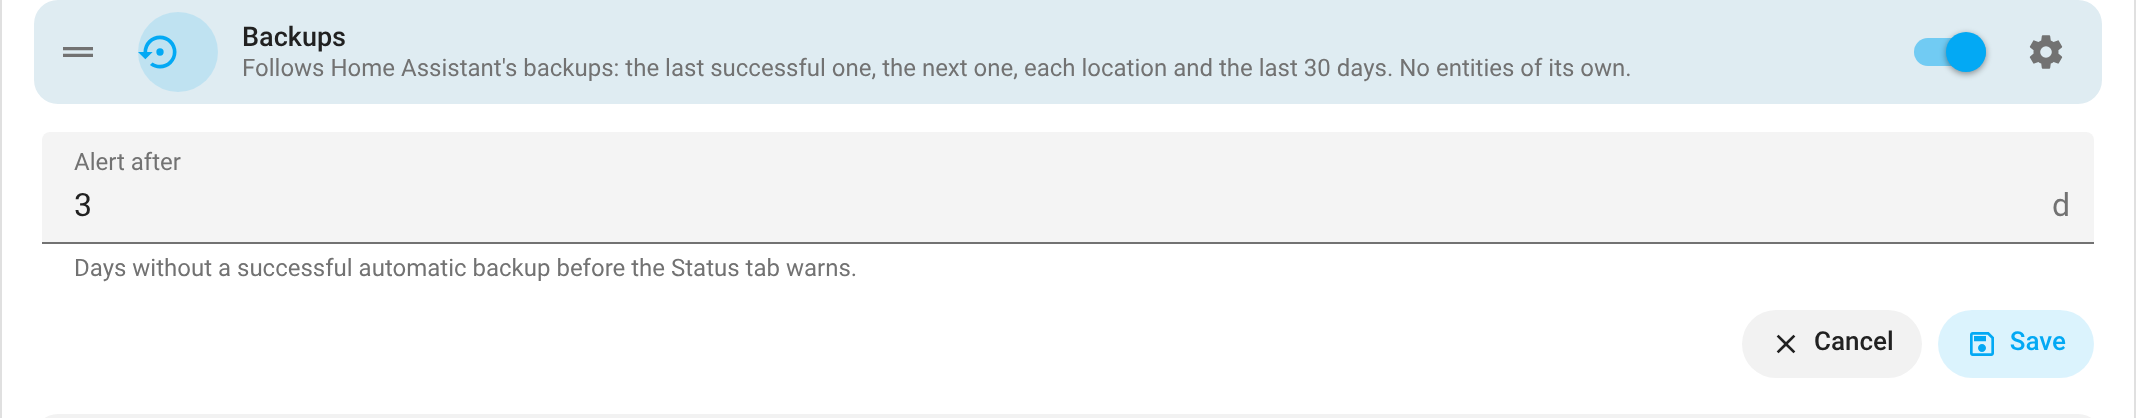 Backups
Follows Home Assistant's backups: the last successful one, the next one, each location and the last 30 days. No entities of its own.
Alert after
3 d
Days without a successful automatic backup before the Status tab warns.
Cancel Save